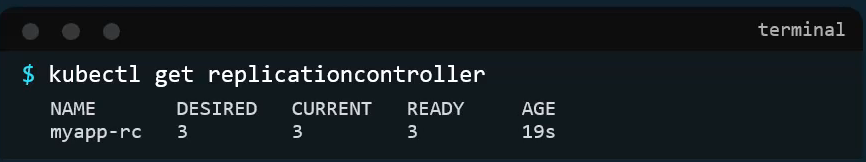 terminal
$ kubectl get replicationcontroller
NAME DESIRED CURRENT READY AGE
myapp-rc 3 3 3 19s